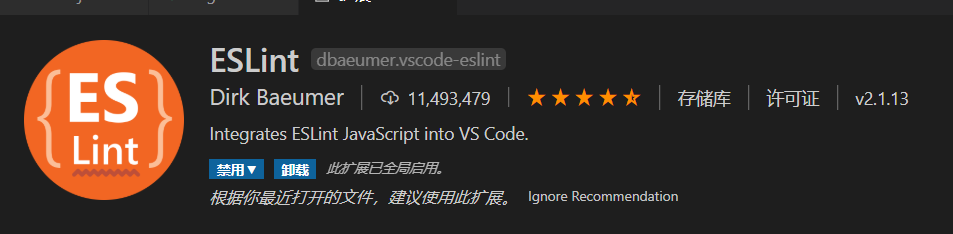 ES
Lint
ESLint dbaeumer.vscode-eslint
Dirk Baeumer 11,493,479 存储库 许可证 v2.1.13
Integrates ESLint JavaScript into VS Code.
禁用 卸载 此扩展已全局启用。
根据你最近打开的文件，建议使用此扩展。 Ignore Recommendation